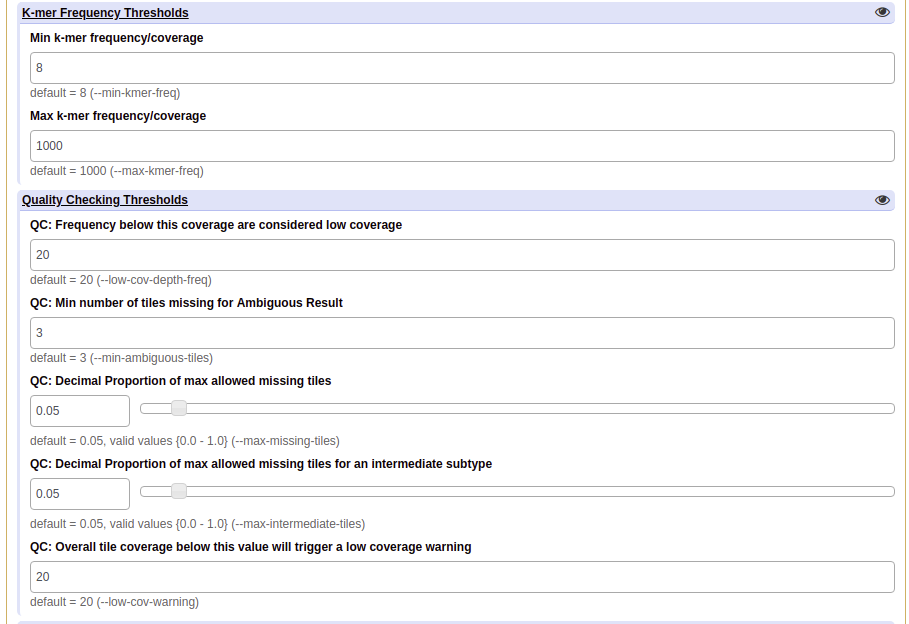 K-mer Frequency Thresholds
Min k-mer frequency/coverage
8
default = 8 (--min-kmer-freq)
Max k-mer frequency/coverage
1000
default = 1000 (--max-kmer-freq)
Quality Checking Thresholds
QC: Frequency below this coverage are considered low coverage
20
default = 20 (--low-cov-depth-freq)
QC: Min number of tiles missing for Ambiguous Result
3
default = 3 (--min-ambiguous-tiles)
QC: Decimal Proportion of max allowed missing tiles
0.05
default = 0.05, valid values {0.0 - 1.0} (--max-missing-tiles)
QC: Decimal Proportion of max allowed missing tiles for an intermediate subtype
0.05
default = 0.05, valid values {0.0 - 1.0} (--max-intermediate-tiles)
QC: Overall tile coverage below this value will trigger a low coverage warning
20
default = 20 (--low-cov-warning)